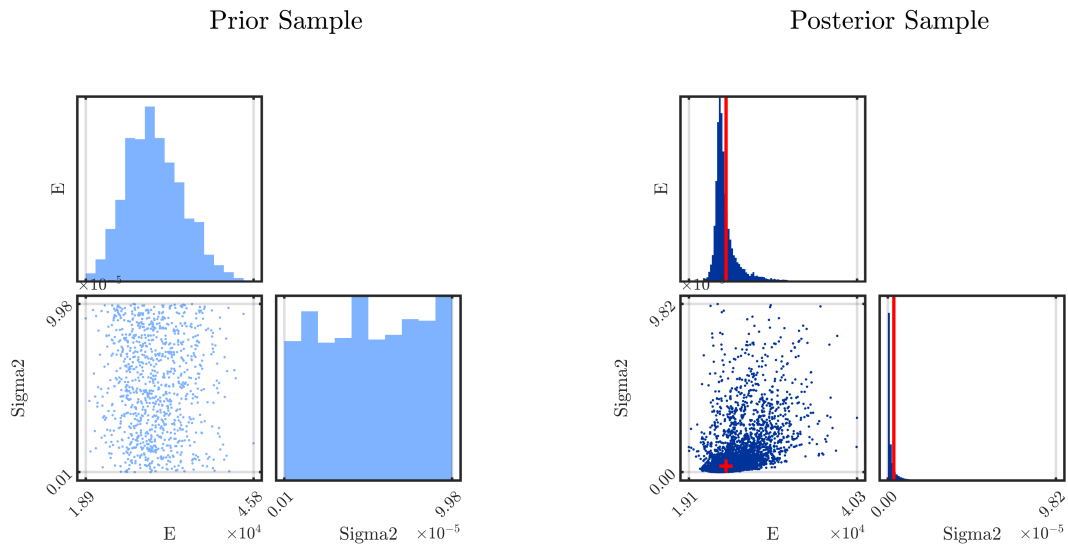 Prior Sample
Posterior Sample
E
E
×10⁻⁵
Sigma2
9.98
0.01
1.89
4.58
×10⁴
E
0.01
9.98
×10⁻⁵
Sigma2
Sigma2
9.82
0.00
1.91
4.03
×10⁴
E
0.00
9.82
×10⁻⁵
Sigma2